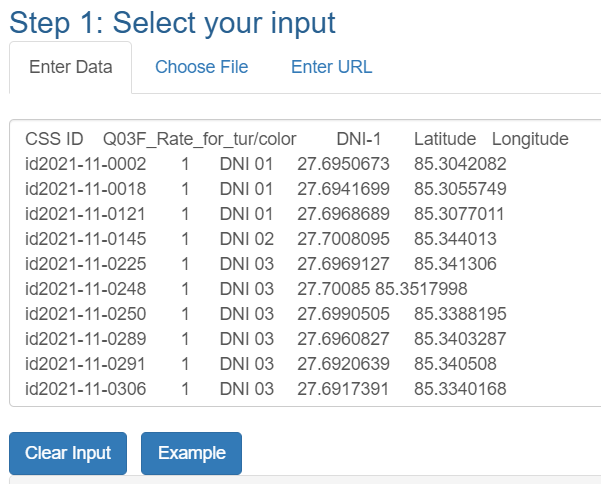 Step 1: Select your input
Enter Data Choose File Enter URL
CSS ID Q03F_Rate_for_tur/color DNI-1 Latitude Longitude
id2021-11-0002 1 DNI 01 27.6950673 85.3042082
id2021-11-0018 1 DNI 01 27.6941699 85.3055749
id2021-11-0121 1 DNI 01 27.6968689 85.3077011
id2021-11-0145 1 DNI 02 27.7008095 85.344013
id2021-11-0225 1 DNI 03 27.6969127 85.341306
id2021-11-0248 1 DNI 03 27.70085 85.3517998
id2021-11-0250 1 DNI 03 27.6990505 85.3388195
id2021-11-0289 1 DNI 03 27.6960827 85.3403287
id2021-11-0291 1 DNI 03 27.6920639 85.340508
id2021-11-0306 1 DNI 03 27.6917391 85.3340168
Clear Input Example